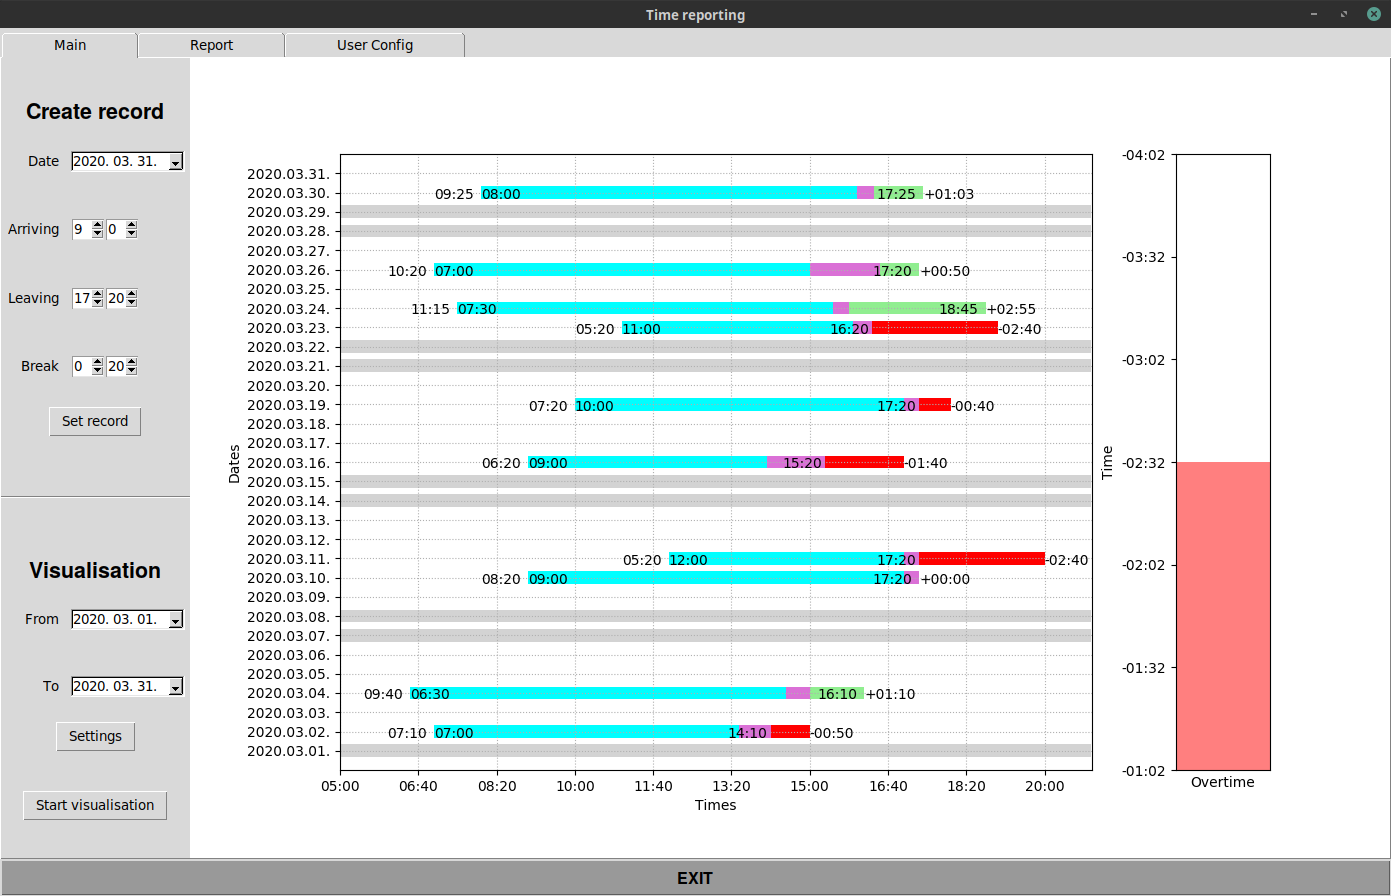 Time reporting
Main Report User Config
Create record
Date 2020. 03. 31.
Arriving 9 0
Leaving 17 20
Break 0 20
Set record
Visualisation
From 2020. 03. 01.
To 2020. 03. 31.
Settings
Start visualisation
Dates
2020.03.31.
2020.03.30. 09:25 08:00 17:25 +01:03
2020.03.29.
2020.03.28.
2020.03.27.
2020.03.26. 10:20 07:00 17:20 +00:50
2020.03.25.
2020.03.24. 11:15 07:30 18:45 +02:55
2020.03.23. 05:20 11:00 16:20 -02:40
2020.03.22.
2020.03.21.
2020.03.20.
2020.03.19. 07:20 10:00 17:20 -00:40
2020.03.18.
2020.03.17.
2020.03.16. 06:20 09:00 15:20 -01:40
2020.03.15.
2020.03.14.
2020.03.13.
2020.03.12.
2020.03.11. 05:20 12:00 17:20 -02:40
2020.03.10. 08:20 09:00 17:20 +00:00
2020.03.09.
2020.03.08.
2020.03.07.
2020.03.06.
2020.03.05.
2020.03.04. 09:40 06:30 16:10 +01:10
2020.03.03.
2020.03.02. 07:10 07:00 14:10 -00:50
2020.03.01.
05:00 06:40 08:20 10:00 11:40 13:20 15:00 16:40 18:20 20:00
Times
Time
-04:02
-03:32
-03:02
-02:32
-02:02
-01:32
-01:02
Overtime
EXIT